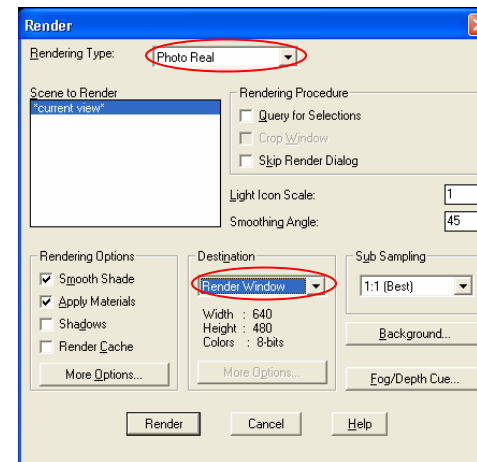 Render
Rendering Type: Photo Real
Scene to Render
*current view*
Rendering Procedure
Query for Selections
Crop Window
Skip Render Dialog
Light Icon Scale: 1
Smoothing Angle: 45
Rendering Options
Smooth Shade
Apply Materials
Shadows
Render Cache
More Options...
Destination
Render Window
Width : 640
Height : 480
Colors : 8-bits
More Options...
Sub Sampling
1:1 (Best)
Background...
Fog/Depth Cue...
Render
Cancel
Help